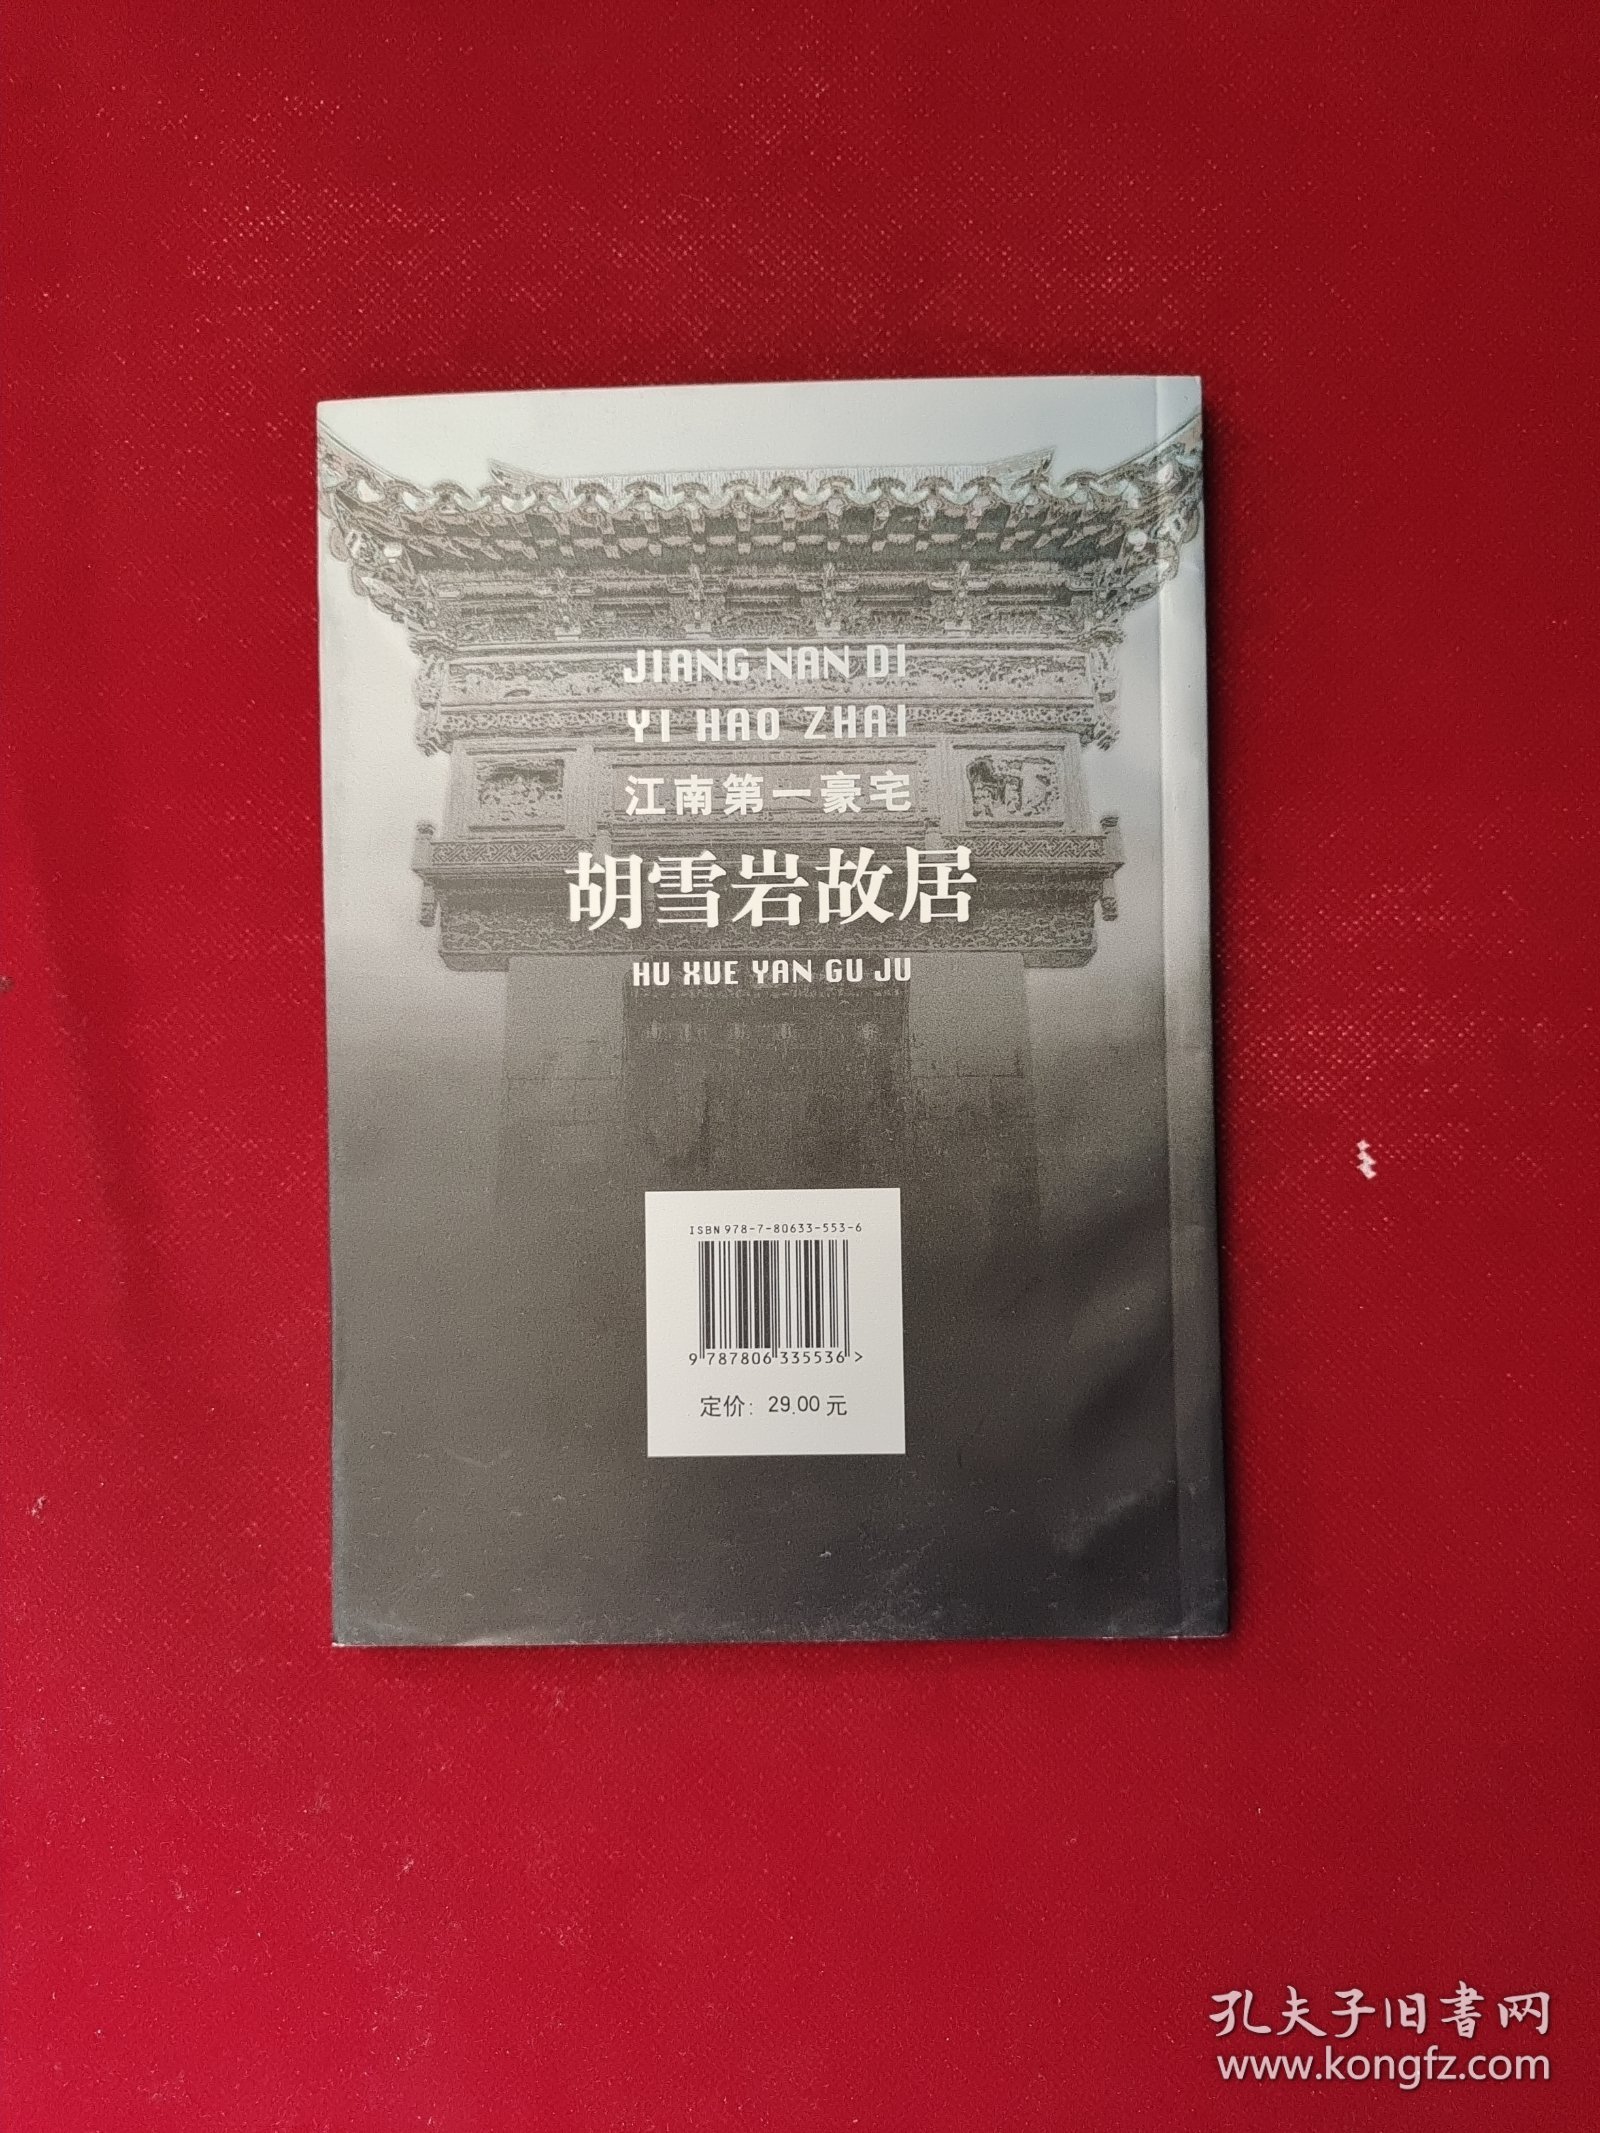 JIANG NAN DI
YI HAO ZHAI
江南第一豪宅
胡雪岩故居
HU XUE YAN GU JU
ISBN 978-7-80633-553-6
9 787806 335536 >
定价：29.00 元
孔夫子旧书网
www.kongfz.com